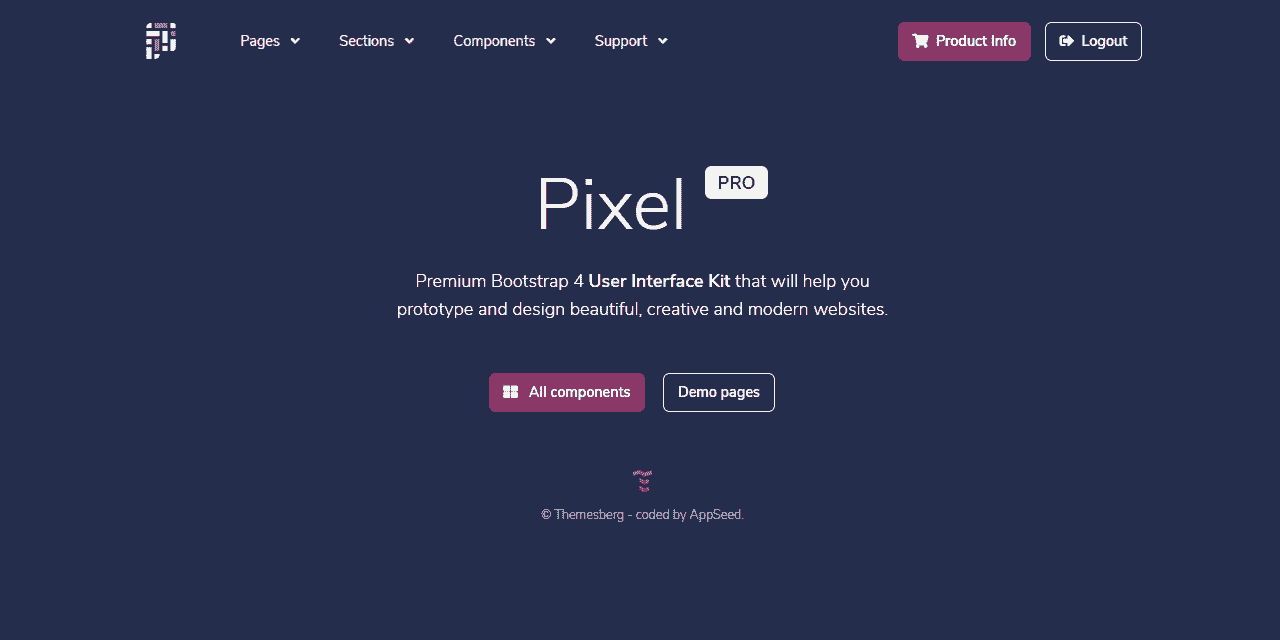 Pages Sections Components Support Product Info Logout
Pixel PRO
Premium Bootstrap 4 User Interface Kit that will help you
prototype and design beautiful, creative and modern websites.
All components Demo pages
© Themesberg - coded by AppSeed.